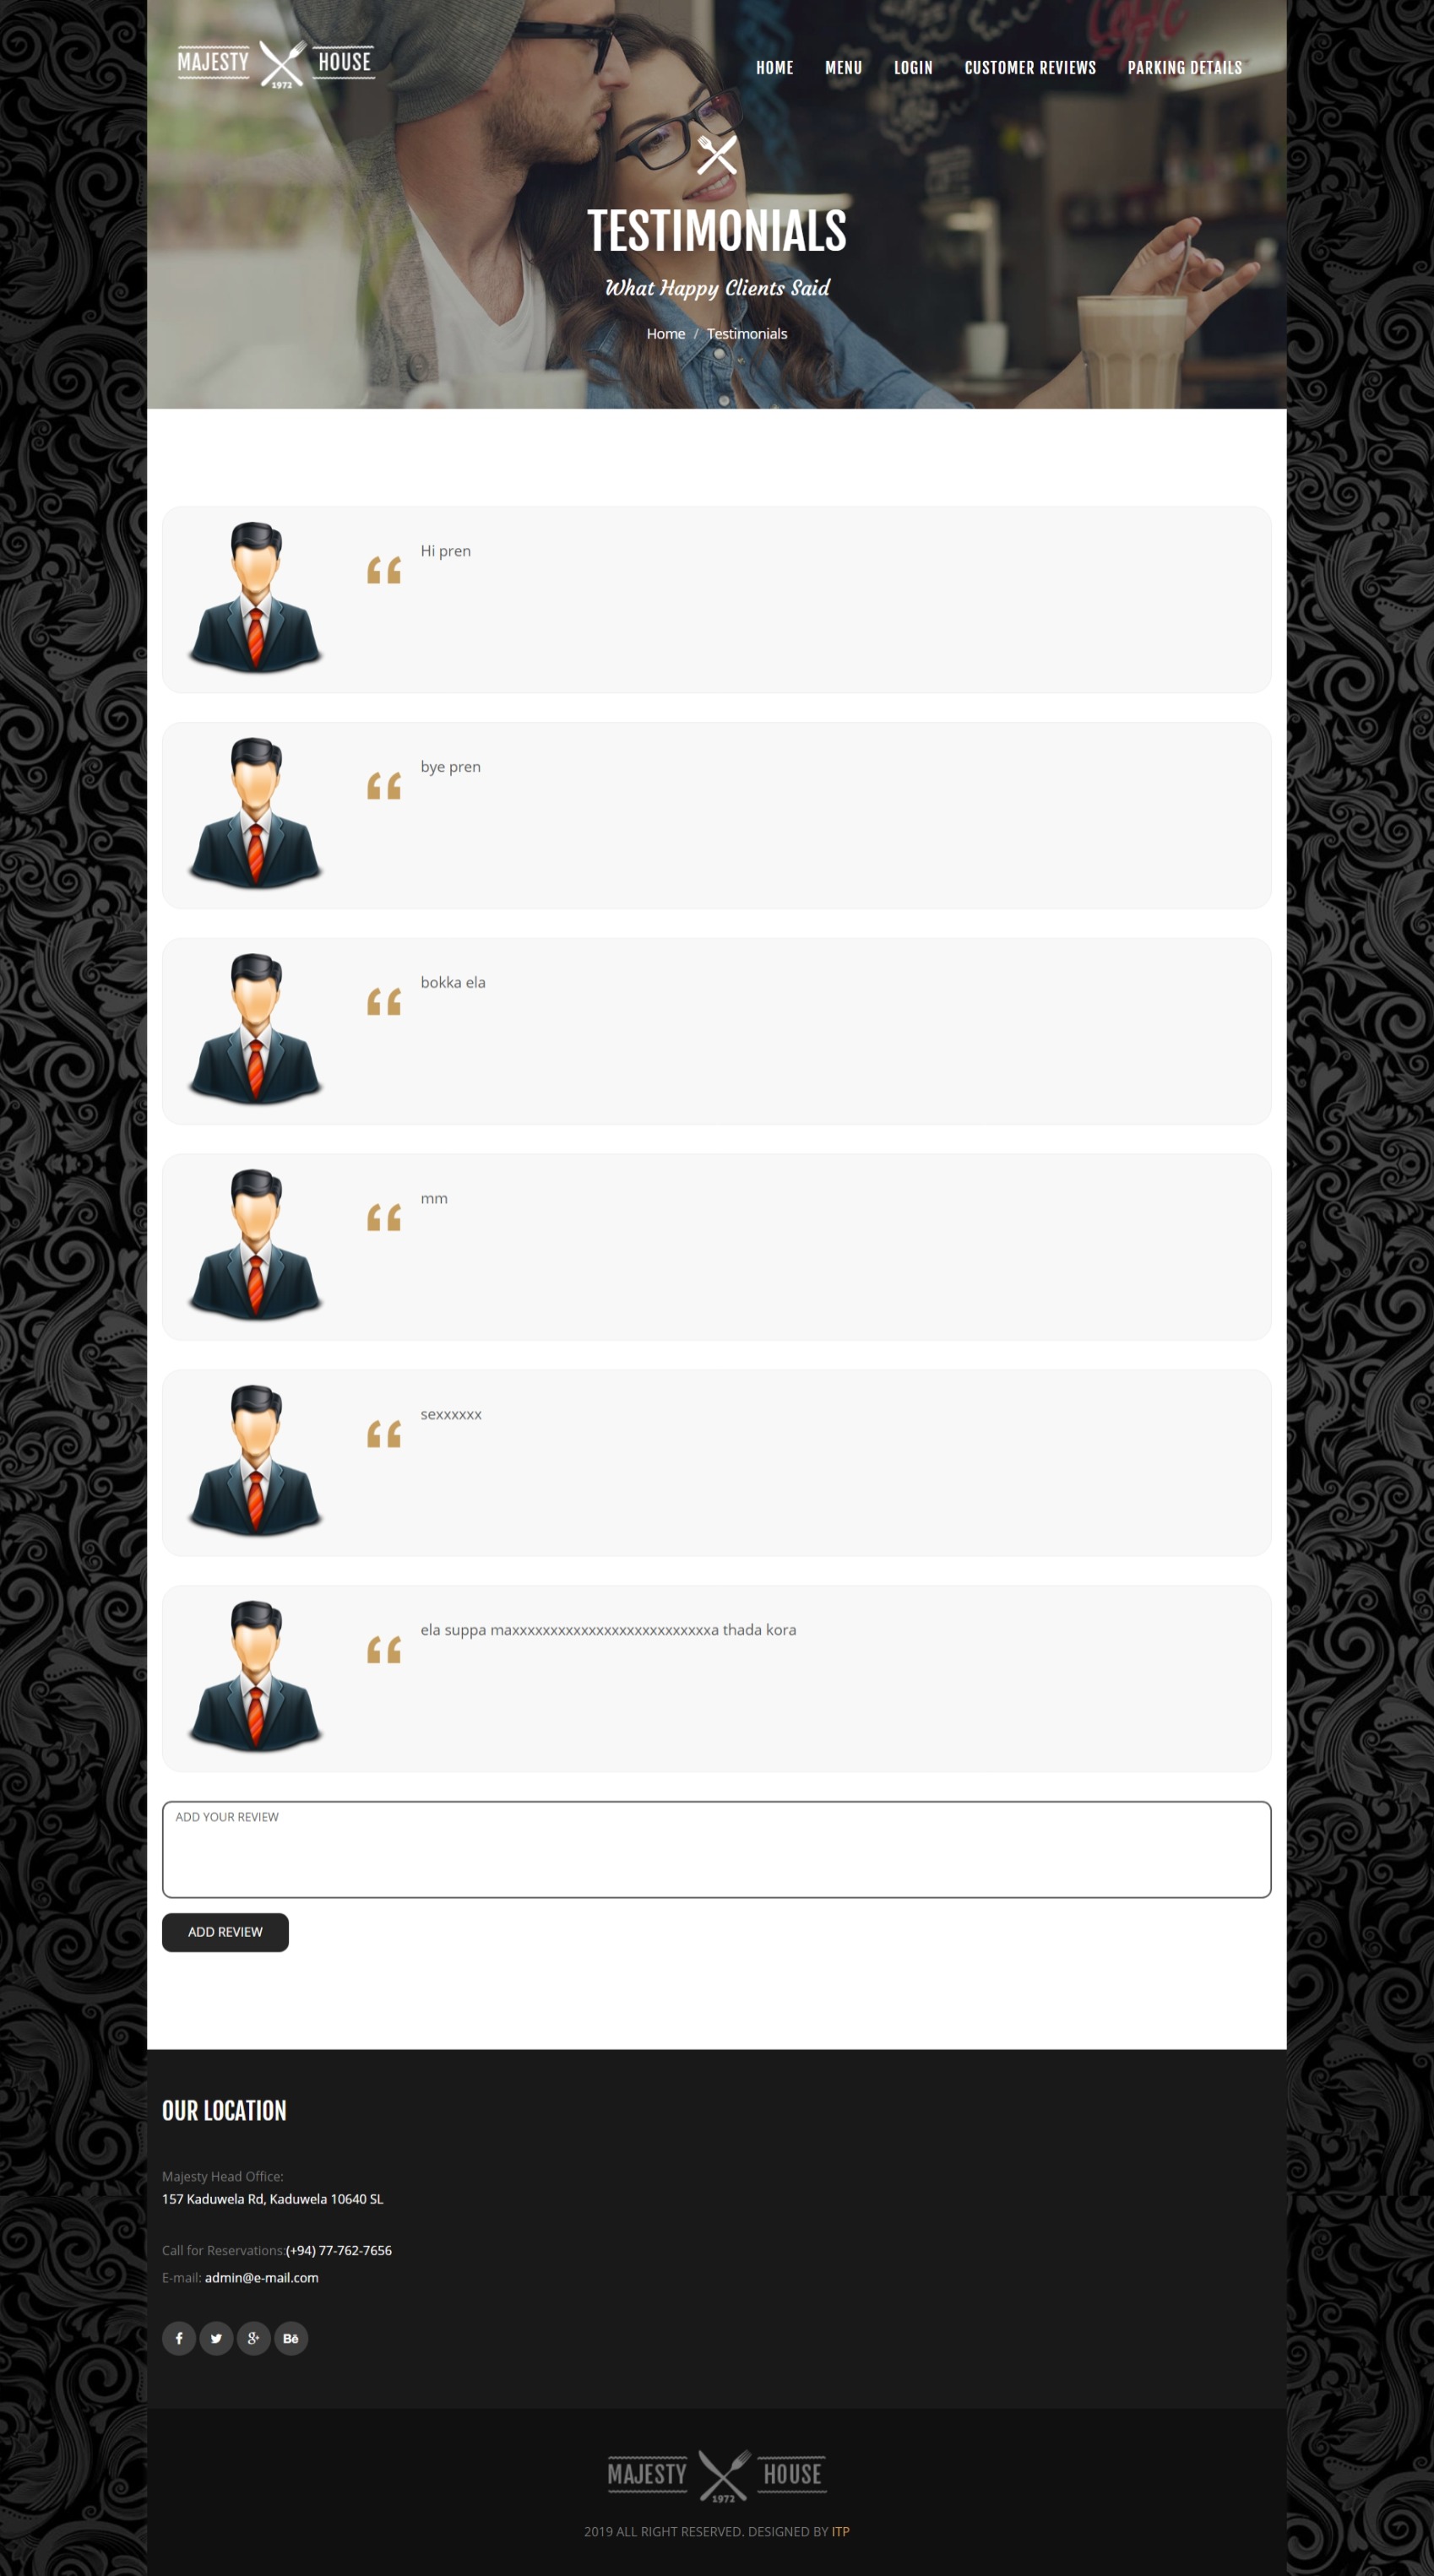 MAJESTY HOUSE
1972
HOME MENU LOGIN CUSTOMER REVIEWS PARKING DETAILS
TESTIMONIALS
What Happy Clients Said
Home / Testimonials
Hi pren
bye pren
bokka ela
mm
sexxxxxx
ela suppa maxxxxxxxxxxxxxxxxxxxxxxxxxxa thada kora
ADD YOUR REVIEW
ADD REVIEW
OUR LOCATION
Majesty Head Office:
157 Kaduwela Rd, Kaduwela 10640 SL
Call for Reservations:(+94) 77-762-7656
E-mail: admin@e-mail.com
MAJESTY HOUSE
1972
2019 ALL RIGHT RESERVED. DESIGNED BY ITP